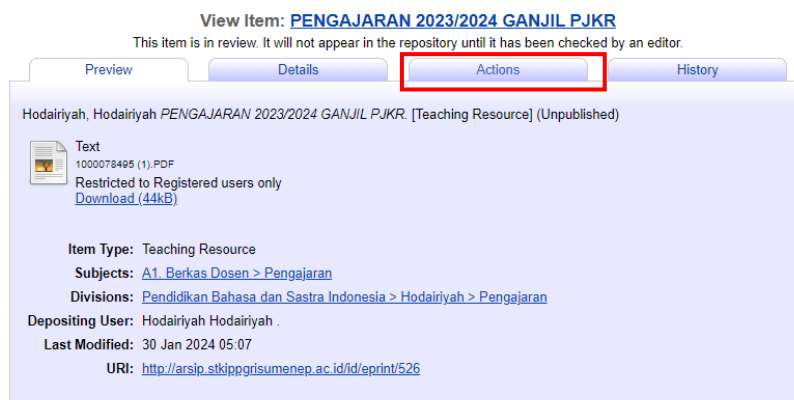 View Item: PENGAJARAN 2023/2024 GANJIL PJKR
This item is in review. It will not appear in the repository until it has been checked by an editor.
Preview Details Actions History
Hodairiyah, Hodairiyah PENGAJARAN 2023/2024 GANJIL PJKR. [Teaching Resource] (Unpublished)
Text
1000078495 (1).PDF
Restricted to Registered users only
Download (44kB)
Item Type: Teaching Resource
Subjects: A1. Berkas Dosen > Pengajaran
Divisions: Pendidikan Bahasa dan Sastra Indonesia > Hodairiyah > Pengajaran
Depositing User: Hodairiyah Hodairiyah .
Last Modified: 30 Jan 2024 05:07
URI: http://arsip.stkippgrisumenep.ac.id/id/eprint/526